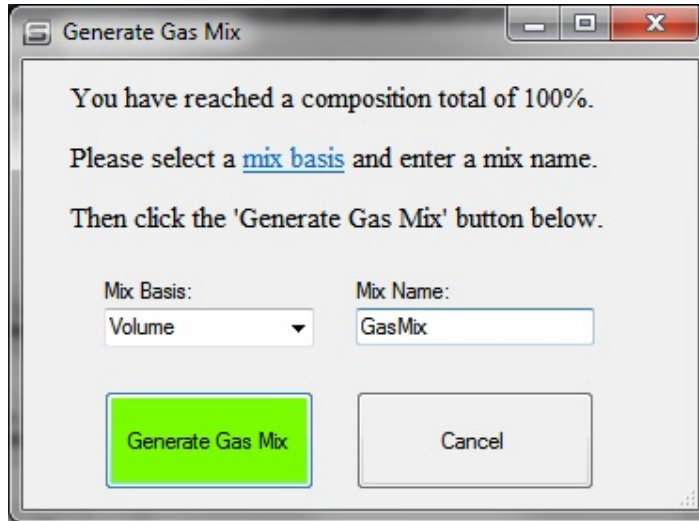 Generate Gas Mix
You have reached a composition total of 100%.
Please select a mix basis and enter a mix name.
Then click the 'Generate Gas Mix' button below.
Mix Basis: Mix Name:
Volume GasMix
Generate Gas Mix Cancel